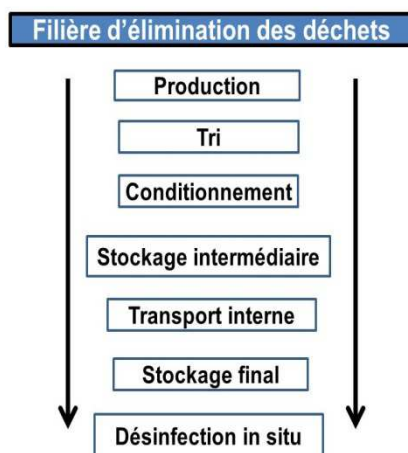 Filière d'élimination des déchets
Production
Tri
Conditionnement
Stockage intermédiaire
Transport interne
Stockage final
Désinfection in situ